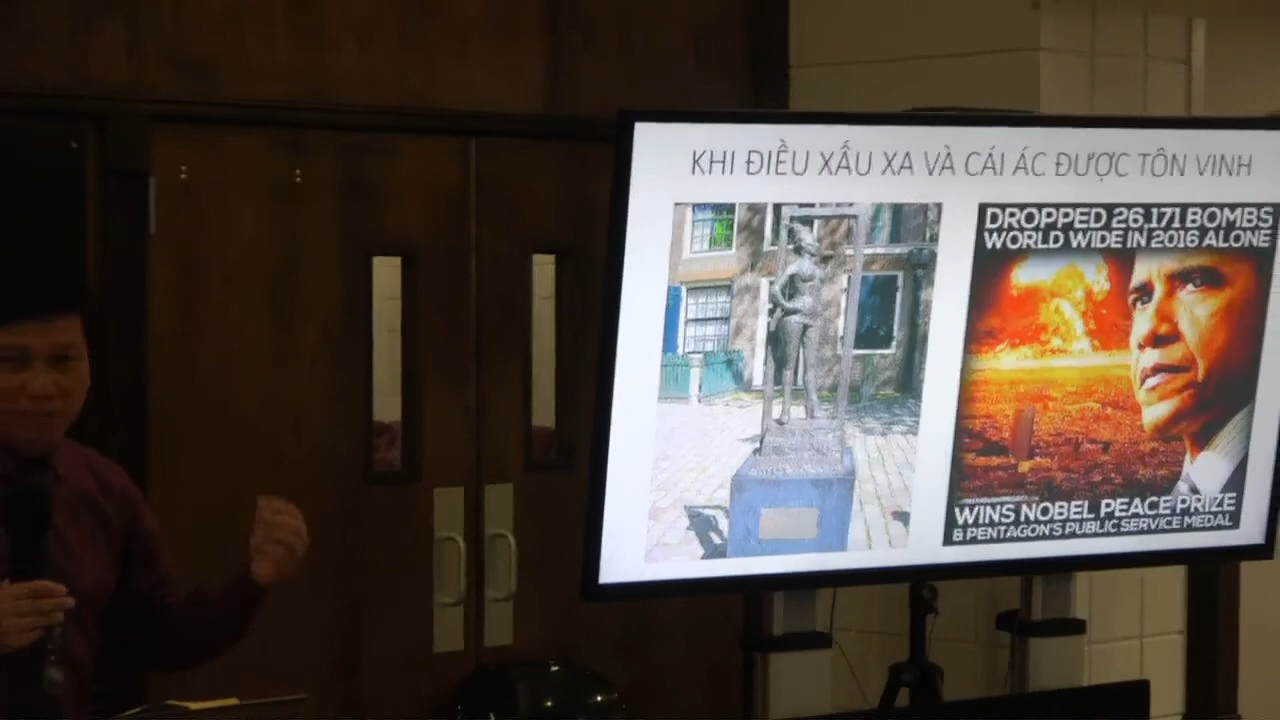 KHI ĐIỀU XẤU XA VÀ CÁI ÁC ĐƯỢC TÔN VINH
DROPPED 26,171 BOMBS
WORLD WIDE IN 2016 ALONE
WINS NOBEL PEACE PRIZE
& PENTAGON'S PUBLIC SERVICE MEDAL